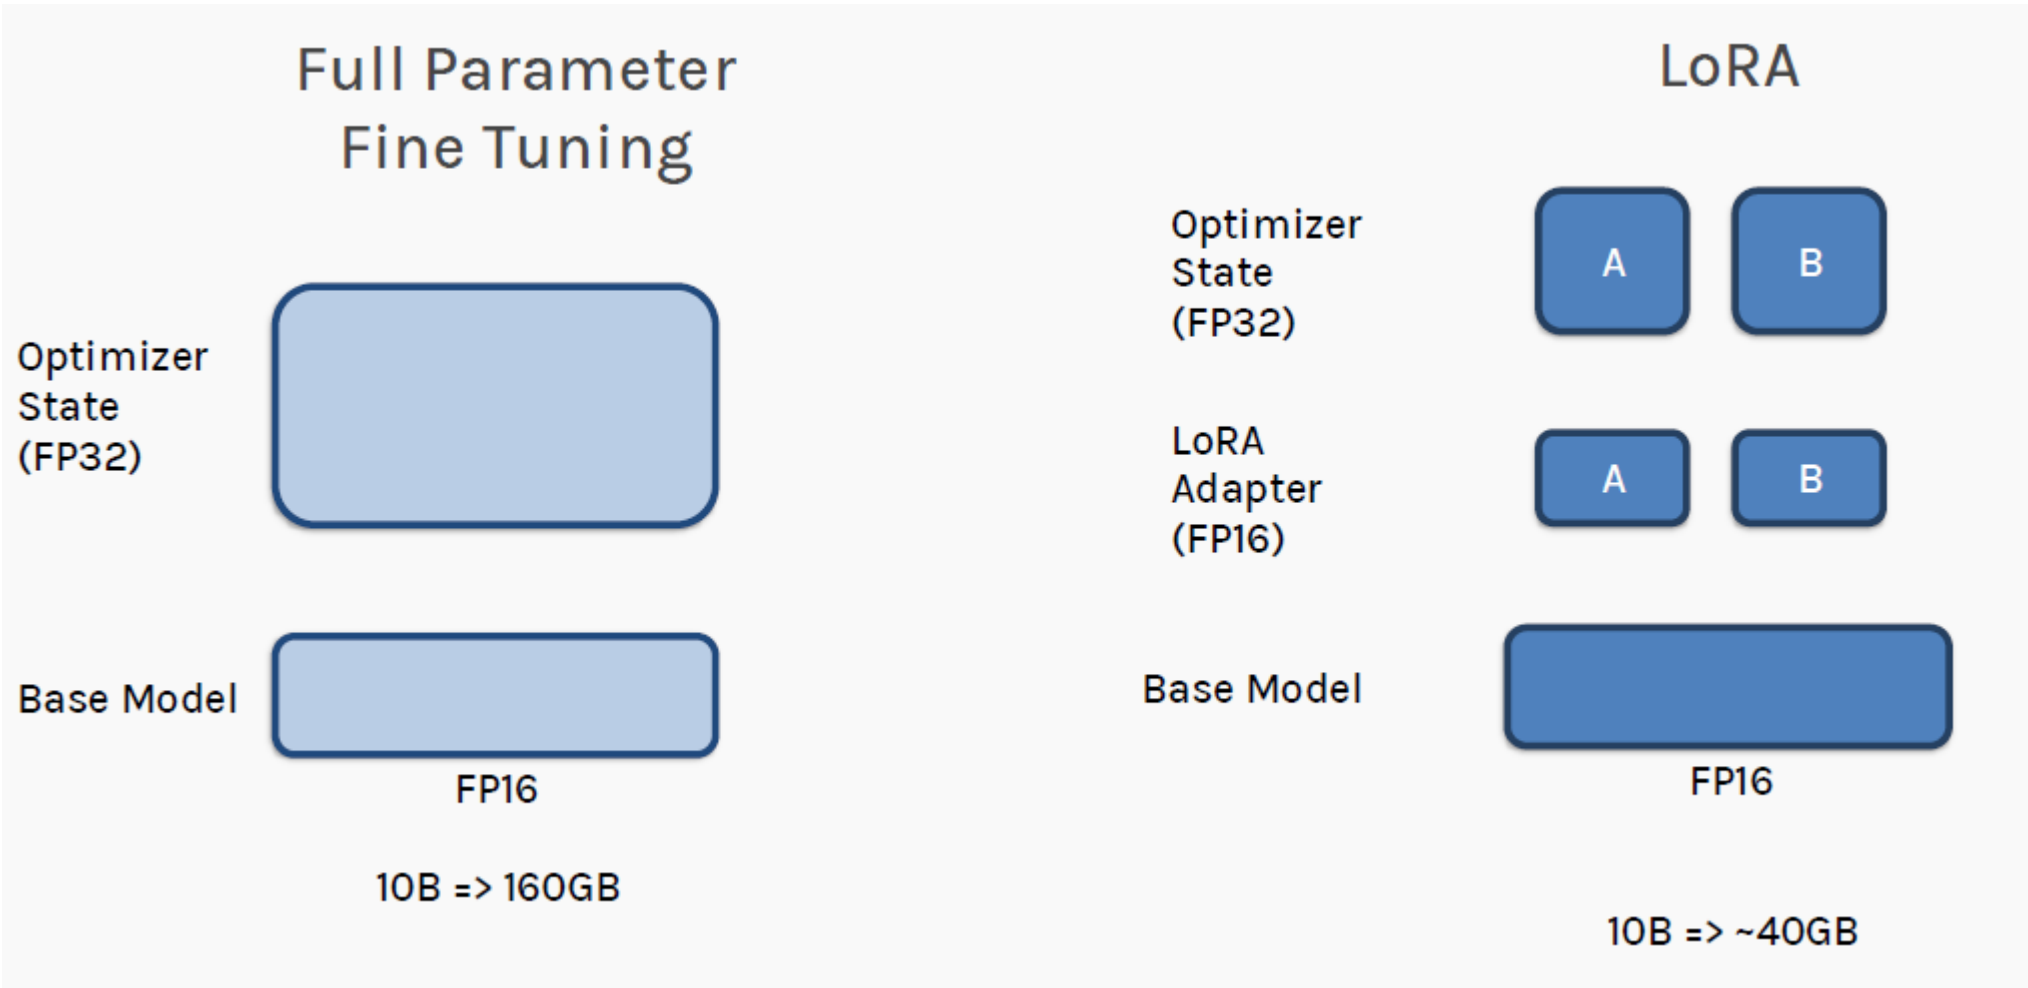 Full Parameter
Fine Tuning
Optimizer
State
(FP32)
Base Model
FP16
10B => 160GB
LoRA
Optimizer
State
(FP32)
A
B
LoRA
Adapter
(FP16)
A
B
Base Model
FP16
10B => ~40GB